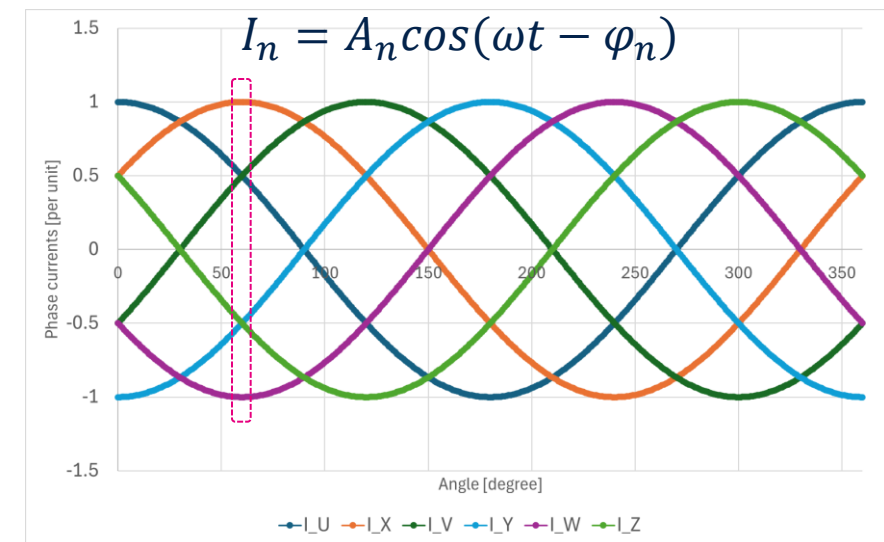 I_n = A_n cos(ωt − φ_n)
1.5
1
0.5
0
-0.5
-1
-1.5
0 50 100 150 200 250 300 350
Phase currents [per unit]
Angle [degree]
I_U I_X I_V I_Y I_W I_Z